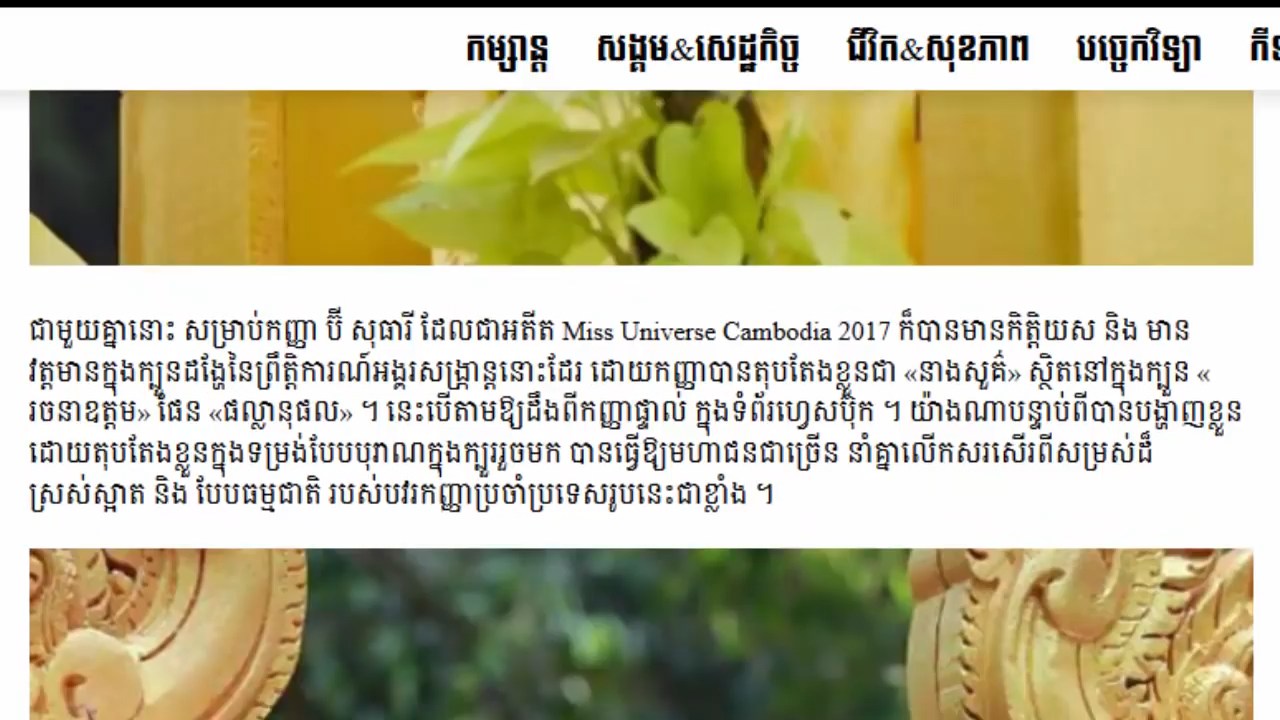 កម្សាន្ត សង្គម&សេដ្ឋកិច្ច ជីវិត&សុខភាព បច្ចេកវិទ្យា
ជាមួយគ្នានោះ សម្រាប់កញ្ញា ប៊ី សុធារី ដែលជាអតីត Miss Universe Cambodia 2017 ក៏បានមានកិត្តិយស និង មាន
វត្តមានក្នុងក្បួនដង្ហែនៃព្រឹត្តិការណ៍អង្គរសង្ក្រាន្តនោះដែរ ដោយកញ្ញាបានតុបតែងខ្លួនជា «នាងសួគ៌» ស្ថិតនៅក្នុងក្បួន «
រចនាឧត្តម» ផែន «ផល្លានុផល» ។ នេះបើតាមឱ្យដឹងពីកញ្ញាផ្ទាល់ ក្នុងទំព័រហ្វេសប៊ុក ។ យ៉ាងណាបន្ទាប់ពីបានបង្ហាញខ្លួន
ដោយតុបតែងខ្លួនក្នុងទម្រង់បែបបុរាណក្នុងក្បួររួចមក បានធ្វើឱ្យមហាជនជាច្រើន នាំគ្នាលើកសរសើរពីសម្រស់ដ៏
ស្រស់ស្អាត និង បែបធម្មជាតិ របស់បវរកញ្ញាប្រចាំប្រទេសរូបនេះជាខ្លាំង ។